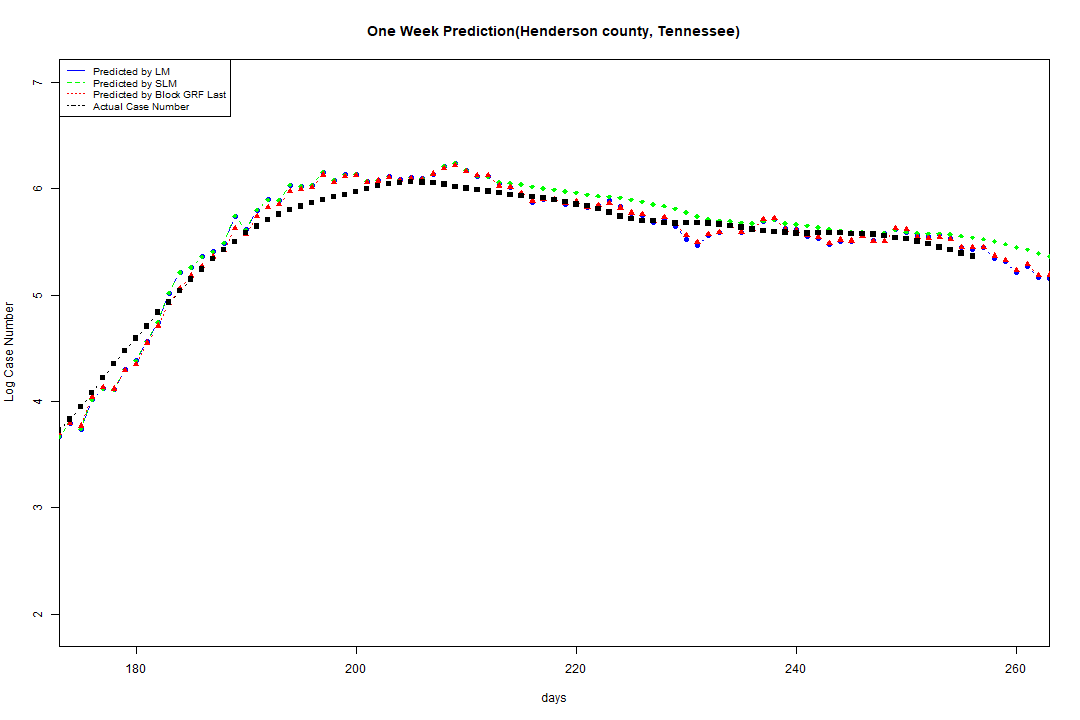 One Week Prediction(Henderson county, Tennessee)
Predicted by LM
Predicted by SLM
Predicted by Block GRF Last
Actual Case Number
7
6
5
4
3
2
Log Case Number
180 200 220 240 260
days